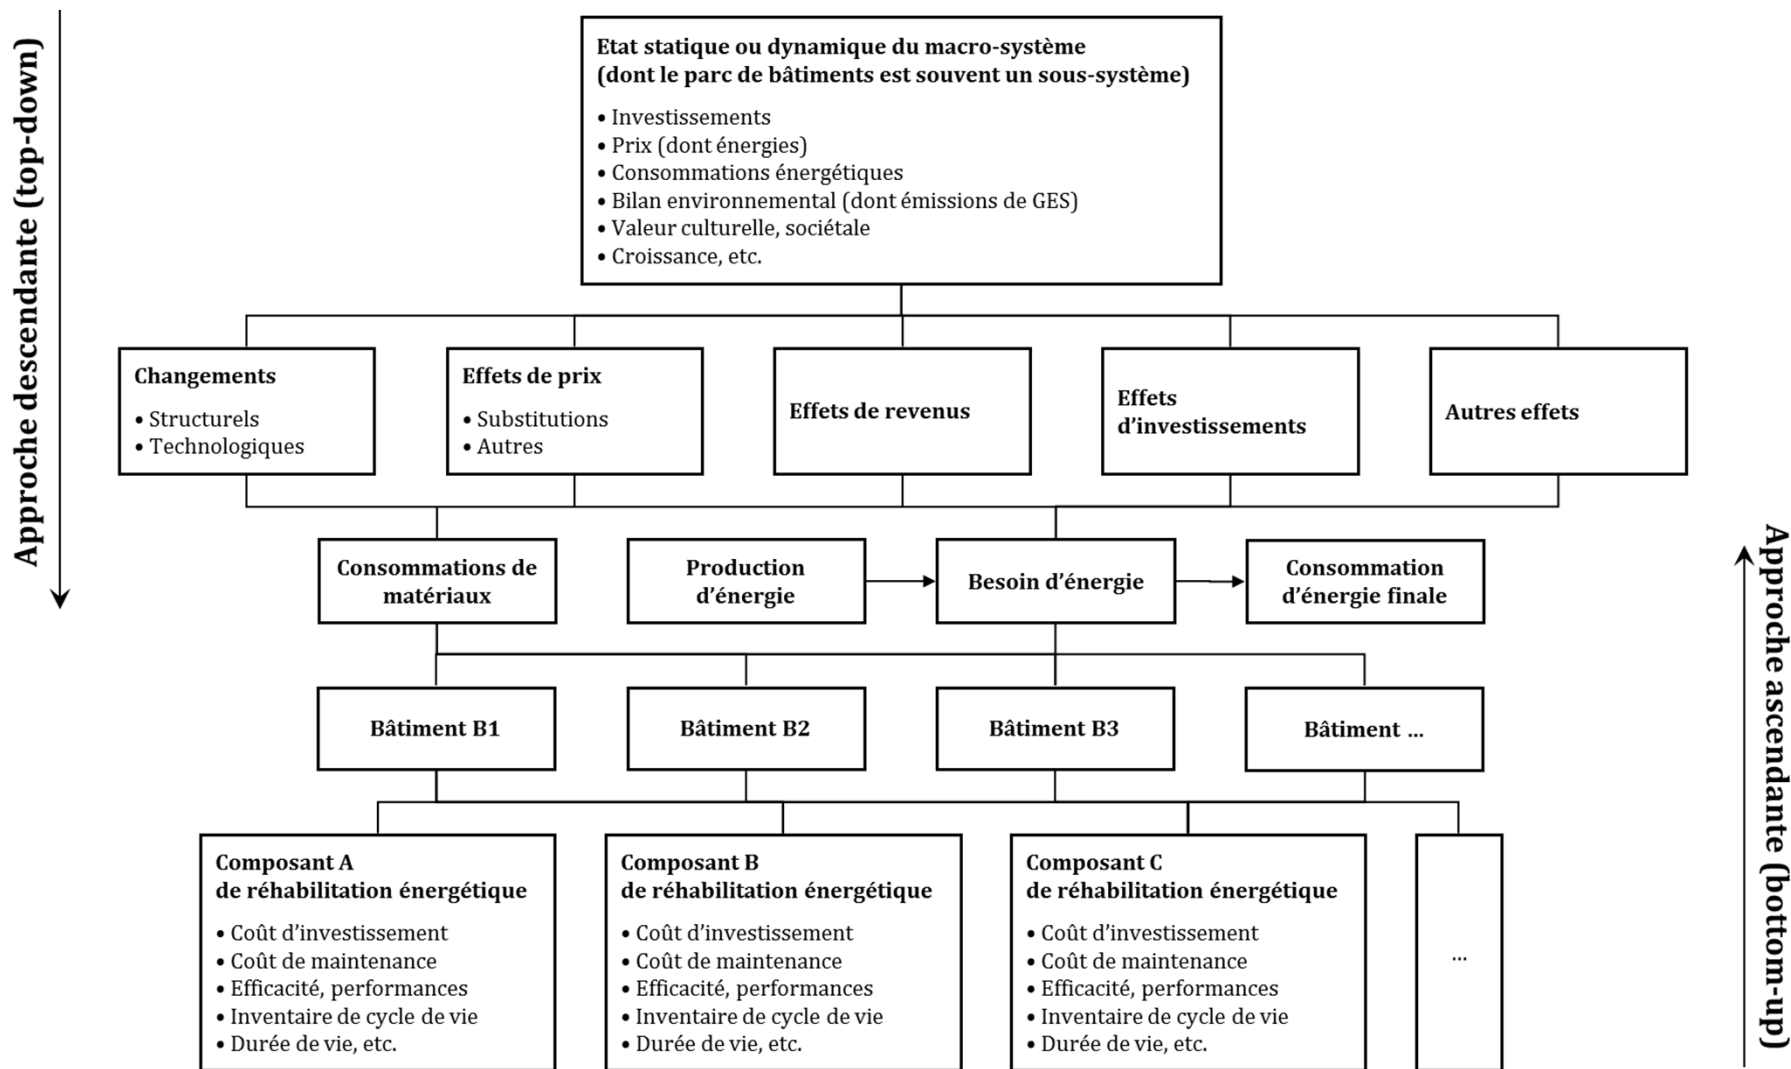 Approche descendante (top-down)
Etat statique ou dynamique du macro-système
(dont le parc de bâtiments est souvent un sous-système)
• Investissements
• Prix (dont énergies)
• Consommations énergétiques
• Bilan environnemental (dont émissions de GES)
• Valeur culturelle, sociétale
• Croissance, etc.
Changements
• Structurels
• Technologiques
Effets de prix
• Substitutions
• Autres
Effets de revenus
Effets
d’investissements
Autres effets
Consommations de
matériaux
Production
d’énergie
Besoin d’énergie
Consommation
d’énergie finale
Approche ascendante (bottom-up)
Bâtiment B1
Bâtiment B2
Bâtiment B3
Bâtiment ...
Composant A
de réhabilitation énergétique
• Coût d’investissement
• Coût de maintenance
• Efficacité, performances
• Inventaire de cycle de vie
• Durée de vie, etc.
Composant B
de réhabilitation énergétique
• Coût d’investissement
• Coût de maintenance
• Efficacité, performances
• Inventaire de cycle de vie
• Durée de vie, etc.
Composant C
de réhabilitation énergétique
• Coût d’investissement
• Coût de maintenance
• Efficacité, performances
• Inventaire de cycle de vie
• Durée de vie, etc.
...